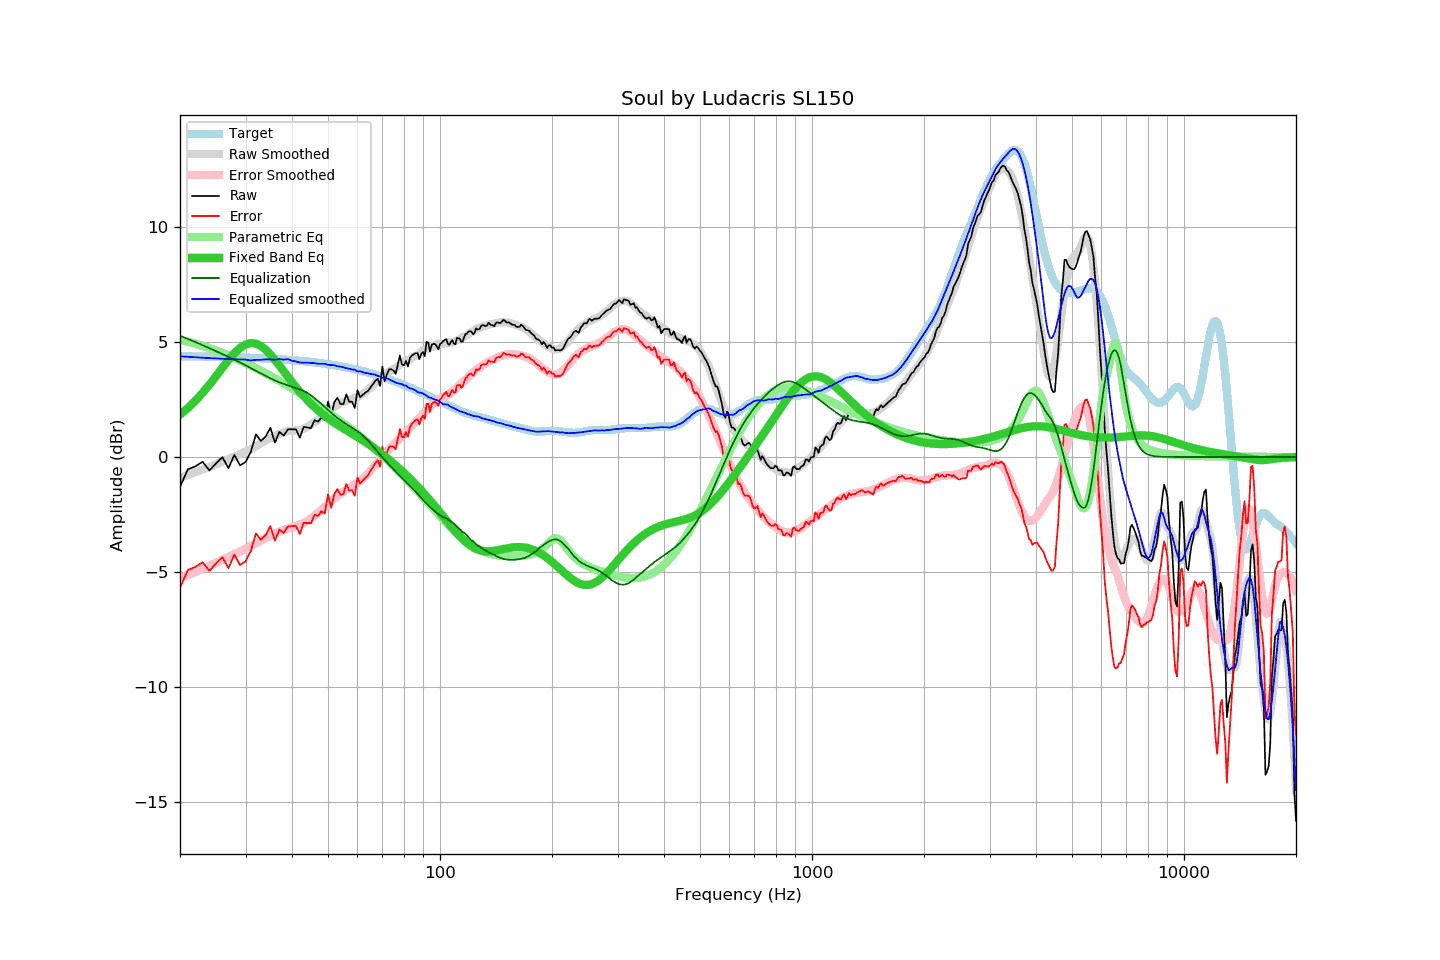 Soul by Ludacris SL150
Target
Raw Smoothed
Error Smoothed
Raw
Error
Parametric Eq
Fixed Band Eq
Equalization
Equalized smoothed
10
5
0
−5
−10
−15
Amplitude (dBr)
100
1000
10000
Frequency (Hz)